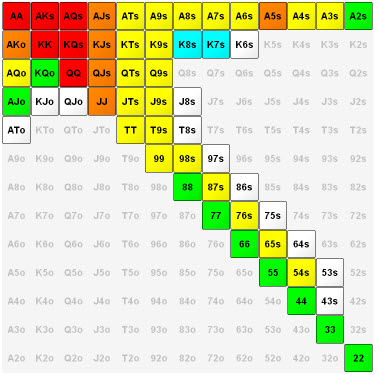 AA AKs AQs AJs ATs A9s A8s A7s A6s A5s A4s A3s A2s
AKo KK KQs KJs KTs K9s K8s K7s K6s K5s K4s K3s K2s
AQo KQo QQ QJs QTs Q9s Q8s Q7s Q6s Q5s Q4s Q3s Q2s
AJo KJo QJo JJ JTs J9s J8s J7s J6s J5s J4s J3s J2s
ATo KTo QTo JTo TT T9s T8s T7s T6s T5s T4s T3s T2s
A9o K9o Q9o J9o T9o 99 98s 97s 96s 95s 94s 93s 92s
A8o K8o Q8o J8o T8o 98o 88 87s 86s 85s 84s 83s 82s
A7o K7o Q7o J7o T7o 97o 87o 77 76s 75s 74s 73s 72s
A6o K6o Q6o J6o T6o 96o 86o 76o 66 65s 64s 63s 62s
A5o K5o Q5o J5o T5o 95o 85o 75o 65o 55 54s 53s 52s
A4o K4o Q4o J4o T4o 94o 84o 74o 64o 54o 44 43s 42s
A3o K3o Q3o J3o T3o 93o 83o 73o 63o 53o 43o 33 32s
A2o K2o Q2o J2o T2o 92o 82o 72o 62o 52o 42o 32o 22